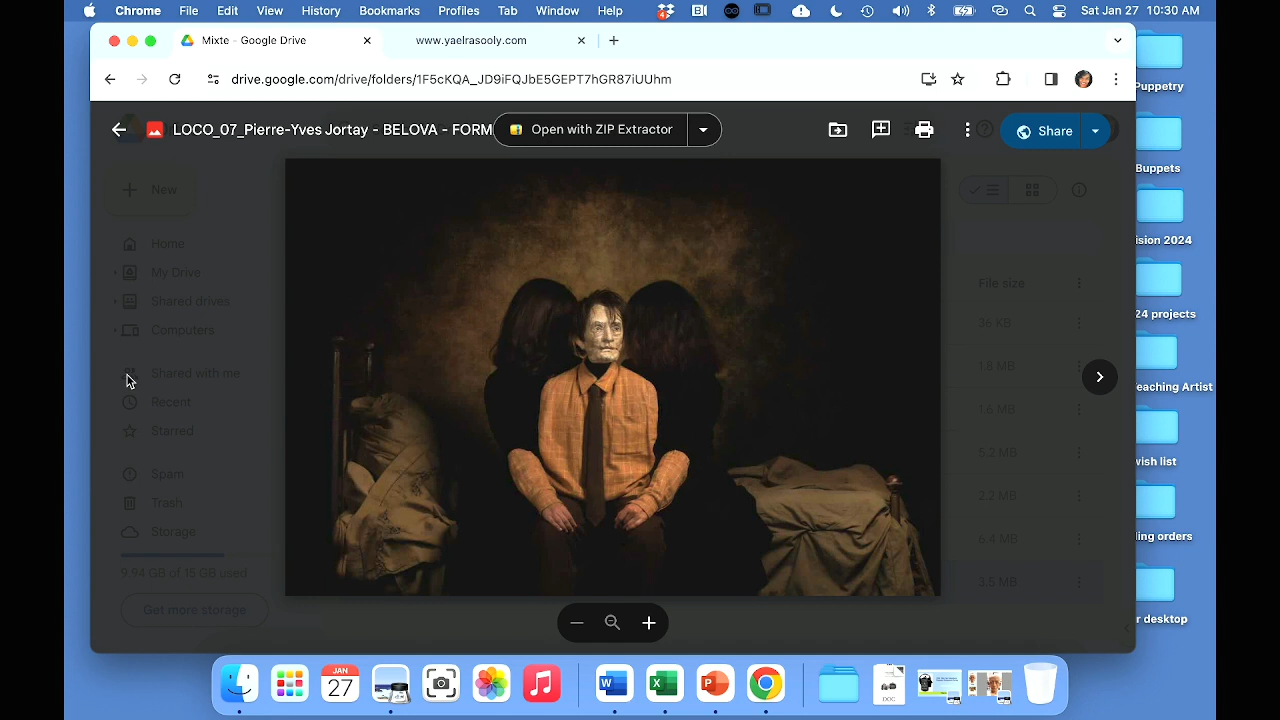 Chrome File Edit View History Bookmarks Profiles Tab Window Help Sat Jan 27 10:30 AM
Mixte - Google Drive
www.yaelrasooly.com
drive.google.com/drive/folders/1F5cKQA_JD9iFQJbE5GEPT7hGR87iUUhm
LOCO_07_Pierre-Yves Jortay - BELOVA - FORM
Open with ZIP Extractor
Share
New
Home
My Drive
Shared drives
Computers
Shared with me
Recent
Starred
Spam
Trash
Storage
9.94 GB of 15 GB used
Get more storage
File size
36 KB
1.8 MB
1.6 MB
5.2 MB
2.2 MB
6.4 MB
3.5 MB
Puppetry
Buppets
ision 2024
24 projects
eaching Artist
wish list
ling orders
r desktop
JAN
27